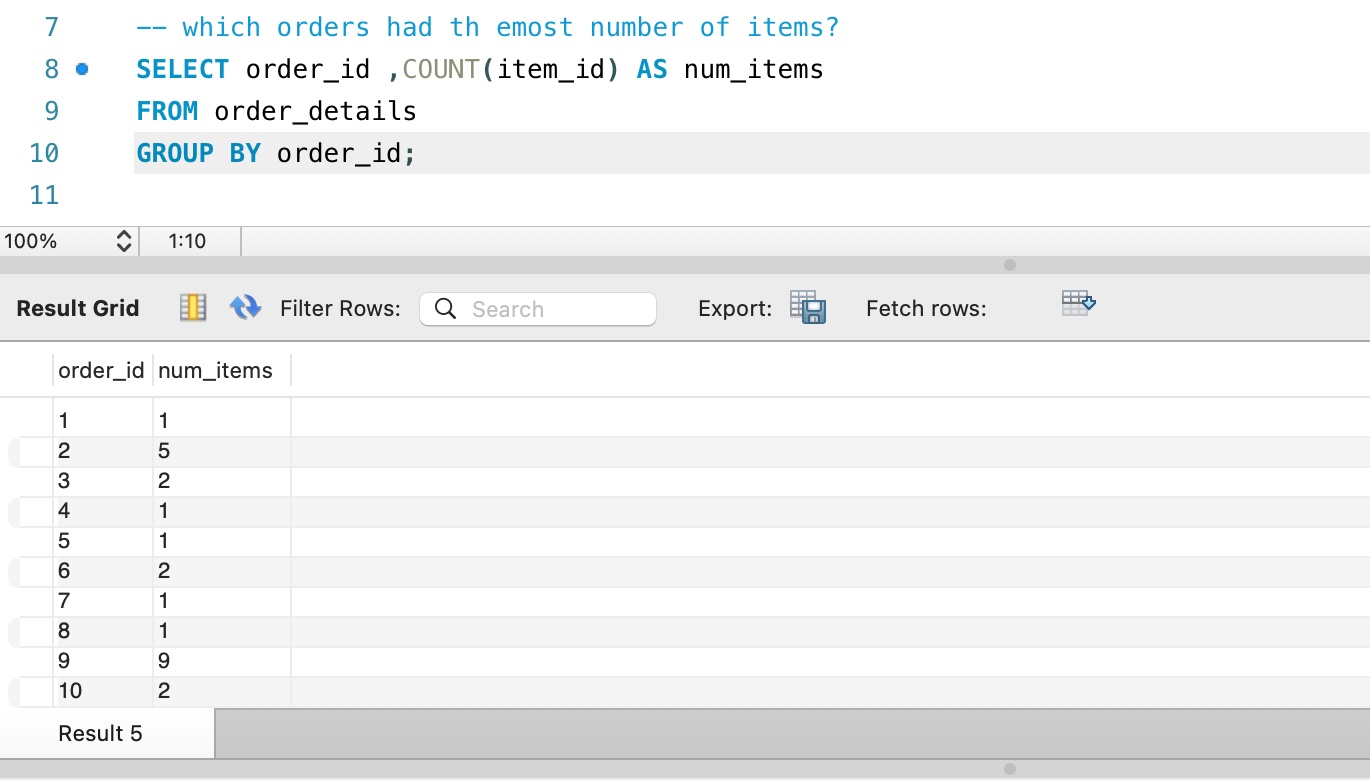 7 -- which orders had th emost number of items?
8 SELECT order_id ,COUNT(item_id) AS num_items
9 FROM order_details
10 GROUP BY order_id;
11
100% 1:10
Result Grid Filter Rows: Search Export: Fetch rows:
order_id num_items
1 1
2 5
3 2
4 1
5 1
6 2
7 1
8 1
9 9
10 2
Result 5